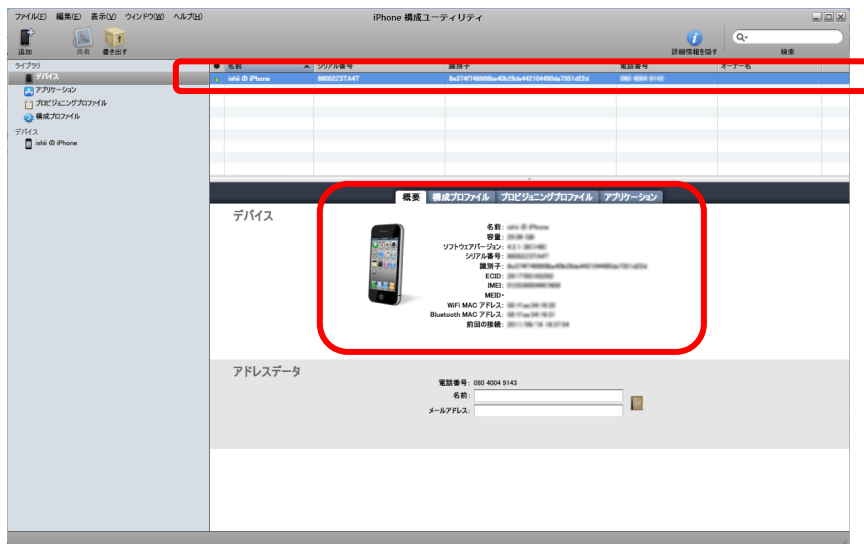 ファイル(F) 編集(E) 表示(V) ウインドウ(W) ヘルプ(H)
iPhone 構成ユーティリティ
追加 共有 書き出す
詳細情報を隠す 検索
ライブラリ
デバイス
アプリケーション
プロビジョニングプロファイル
構成プロファイル
デバイス
ishii の iPhone
名前 シリアル番号 識別子 電話番号 オーナー名
ishii の iPhone
概要 構成プロファイル プロビジョニングプロファイル アプリケーション
デバイス
名前:
容量:
ソフトウェアバージョン:
シリアル番号:
識別子:
ECID:
IMEI:
MEID:
WiFi MAC アドレス:
Bluetooth MAC アドレス:
前回の接続:
アドレスデータ
電話番号: 080 4004 9143
名前:
メールアドレス: